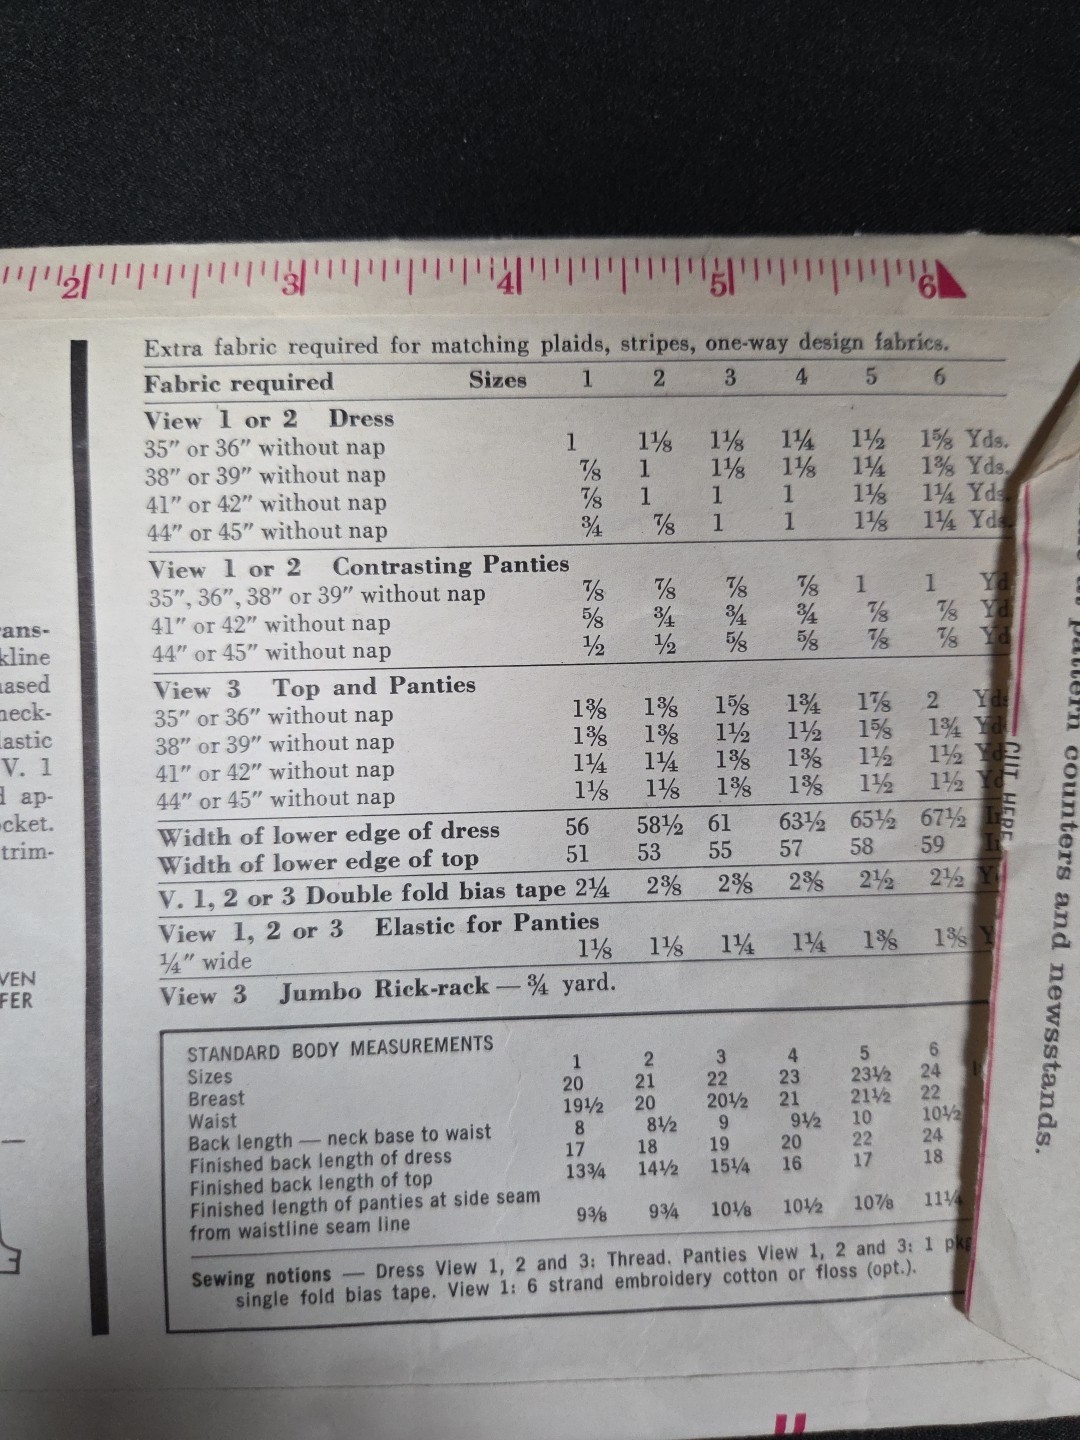 2 3 4 5 6
Extra fabric required for matching plaids, stripes, one-way design fabrics.
Fabric required Sizes 1 2 3 4 5 6
View 1 or 2 Dress
35″ or 36″ without nap 1 1⅛ 1⅛ 1¼ 1½ 1⅝ Yds.
38″ or 39″ without nap ⅞ 1 1⅛ 1⅛ 1¼ 1⅜ Yds.
41″ or 42″ without nap ⅞ 1 1 1 1⅛ 1¼ Yds
44″ or 45″ without nap ¾ ⅞ 1 1 1⅛ 1¼ Yds
View 1 or 2 Contrasting Panties
35″, 36″, 38″ or 39″ without nap ⅞ ⅞ ⅞ ⅞ 1 1 Yd
41″ or 42″ without nap ⅝ ¾ ¾ ¾ ⅞ ⅞ Yd
44″ or 45″ without nap ½ ½ ⅝ ⅝ ⅞ ⅞ Yd
View 3 Top and Panties
35″ or 36″ without nap 1⅜ 1⅜ 1⅝ 1¾ 1⅞ 2 Yds
38″ or 39″ without nap 1⅜ 1⅜ 1½ 1½ 1⅝ 1¾ Yd
41″ or 42″ without nap 1¼ 1¼ 1⅜ 1⅜ 1½ 1½ Yd
44″ or 45″ without nap 1⅛ 1⅛ 1⅜ 1⅜ 1½ 1½ Yd
Width of lower edge of dress 56 58½ 61 63½ 65½ 67½ In
Width of lower edge of top 51 53 55 57 58 59 In
V. 1, 2 or 3 Double fold bias tape 2¼ 2⅜ 2⅜ 2⅜ 2½ 2½ Y
View 1, 2 or 3 Elastic for Panties
¼″ wide 1⅛ 1⅛ 1¼ 1¼ 1⅜ 1⅜ Y
View 3 Jumbo Rick-rack — ¾ yard.
STANDARD BODY MEASUREMENTS
Sizes 1 2 3 4 5 6
Breast 20 21 22 23 23½ 24
Waist 19½ 20 20½ 21 21½ 22
Back length — neck base to waist 8 8½ 9 9½ 10 10½
Finished back length of dress 17 18 19 20 22 24
Finished back length of top 13¾ 14½ 15¼ 16 17 18
Finished length of panties at side seam
from waistline seam line 9⅜ 9¾ 10⅛ 10½ 10⅞ 11¼
Sewing notions — Dress View 1, 2 and 3: Thread. Panties View 1, 2 and 3: 1 pkg
single fold bias tape. View 1: 6 strand embroidery cotton or floss (opt.).
ans-
kline
ased
neck-
lastic
V. 1
ap-
cket.
trim-
VEN
FER
CUT HERE
at pattern counters and newsstands.